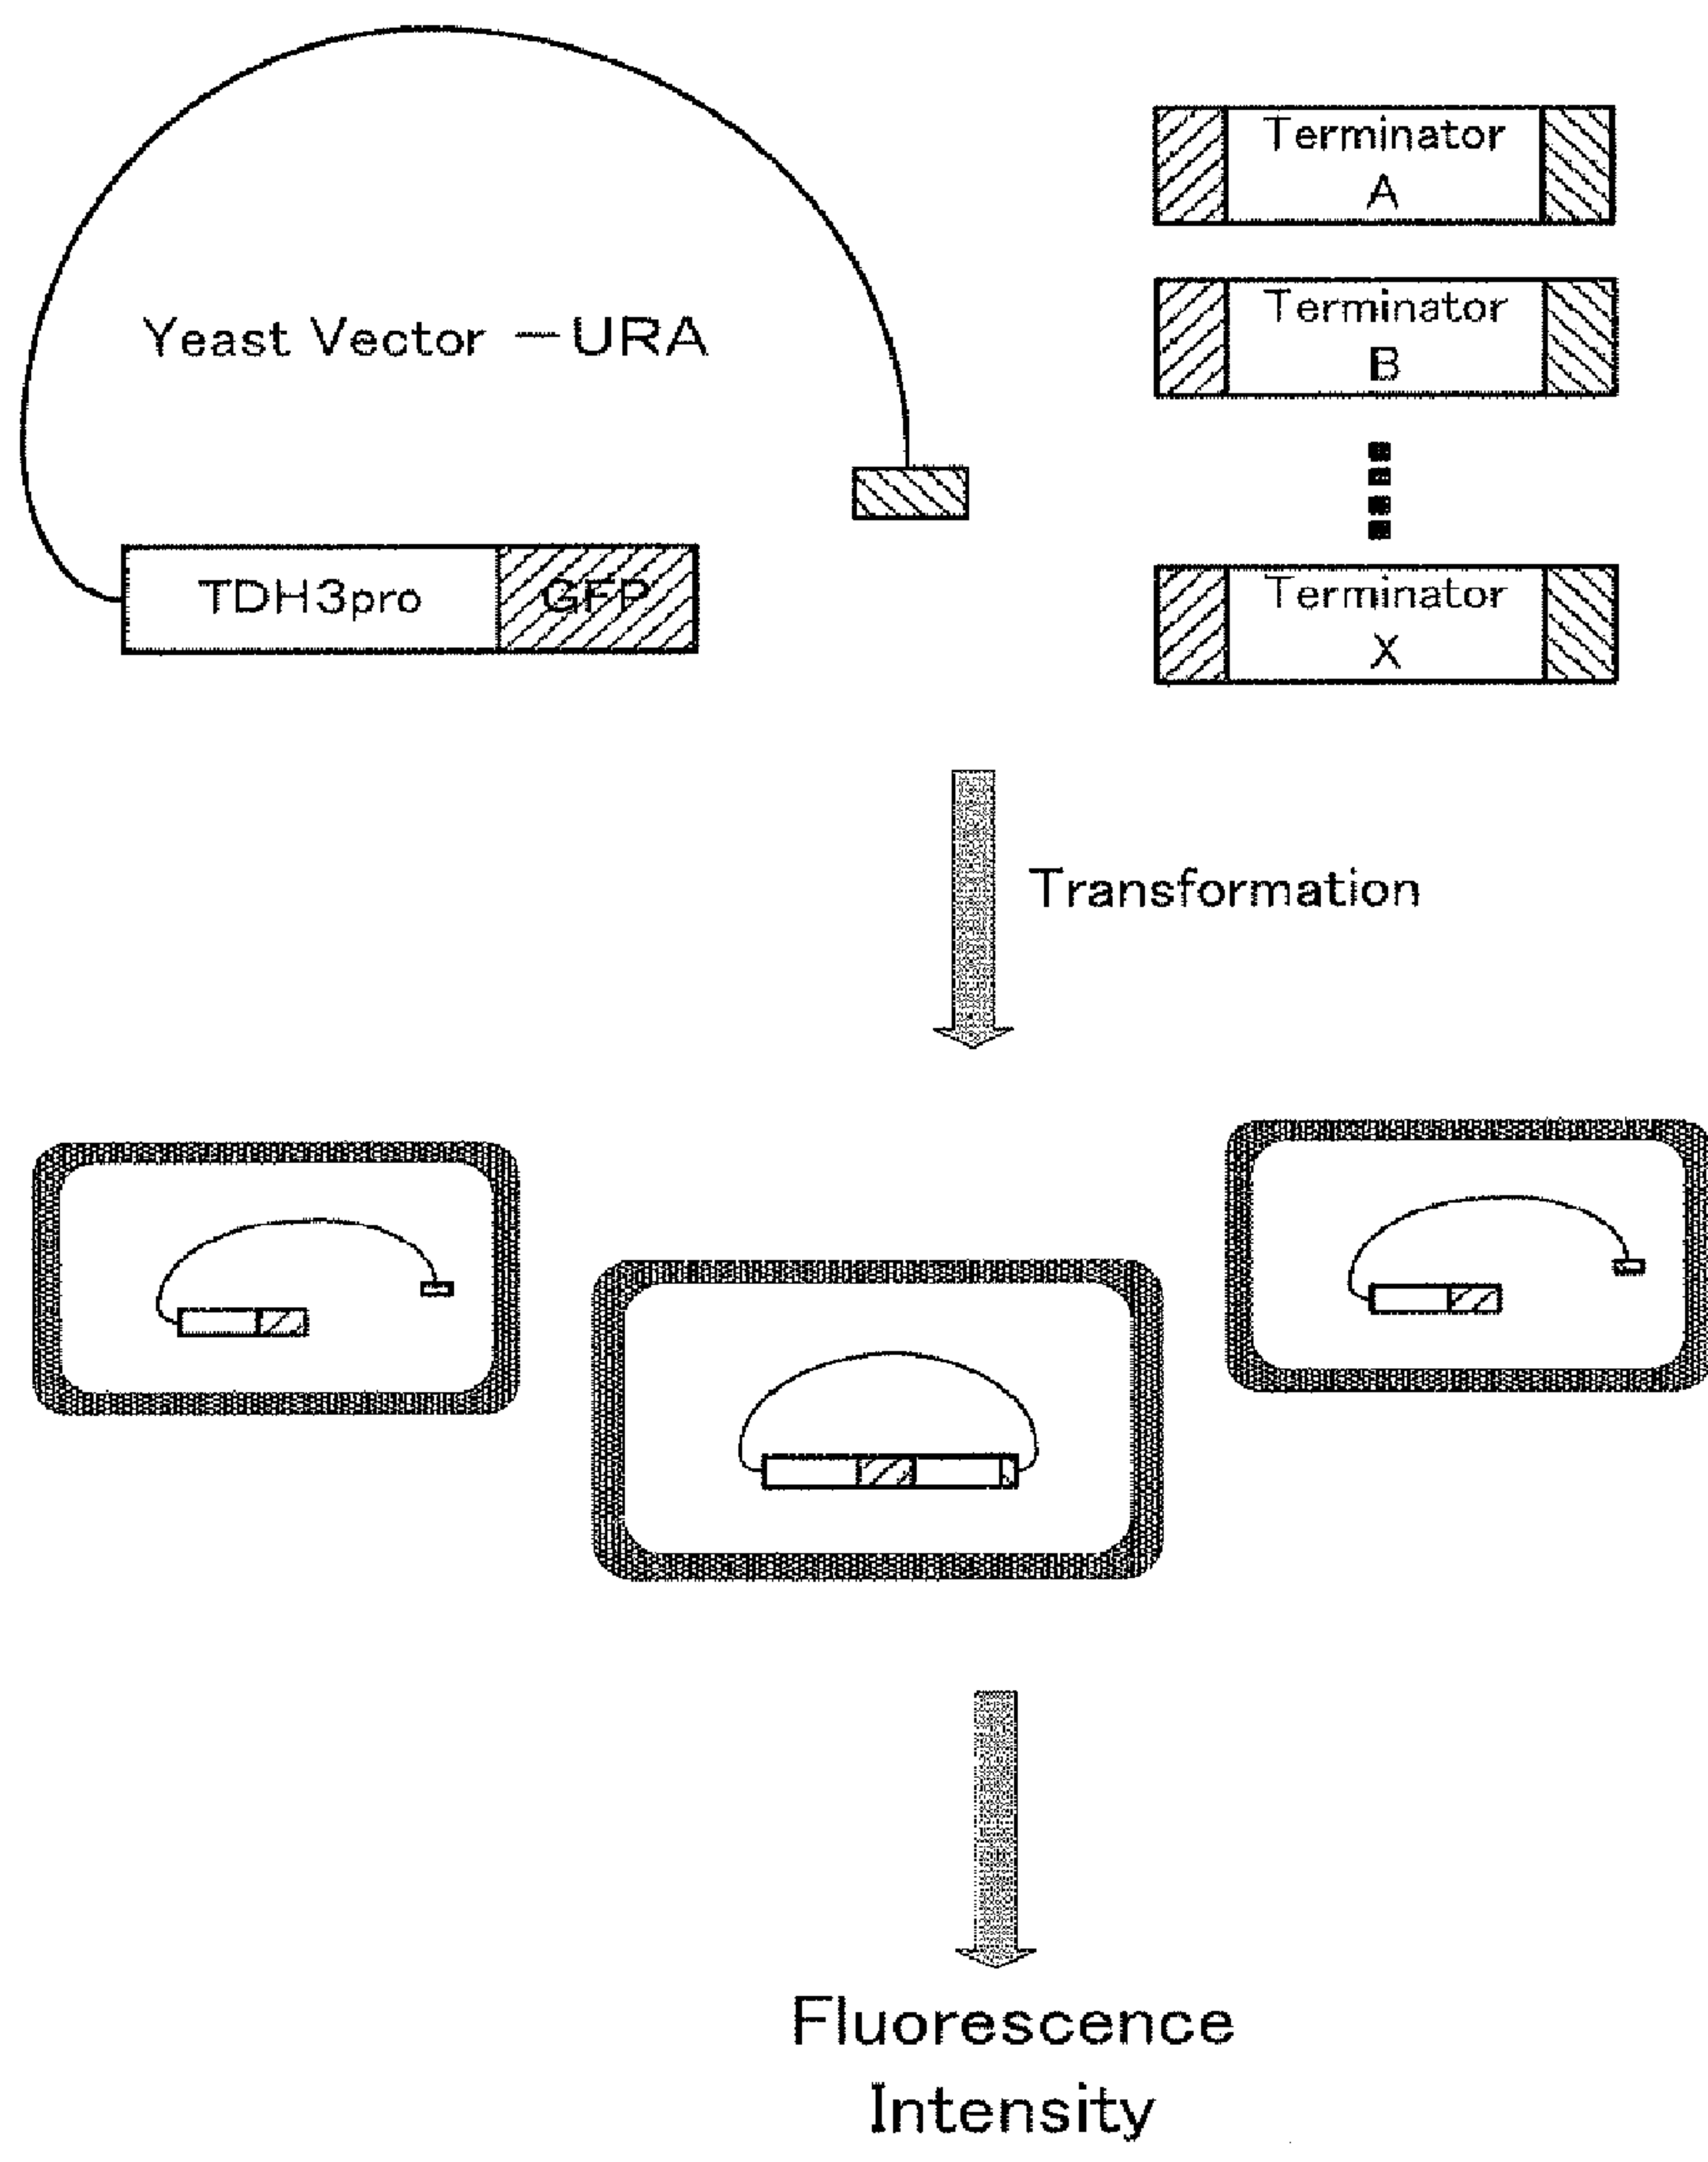 Yeast Vector －URA
TDH3pro
GFP
Terminator
A
Terminator
B
Terminator
X
Transformation
Fluorescence
Intensity